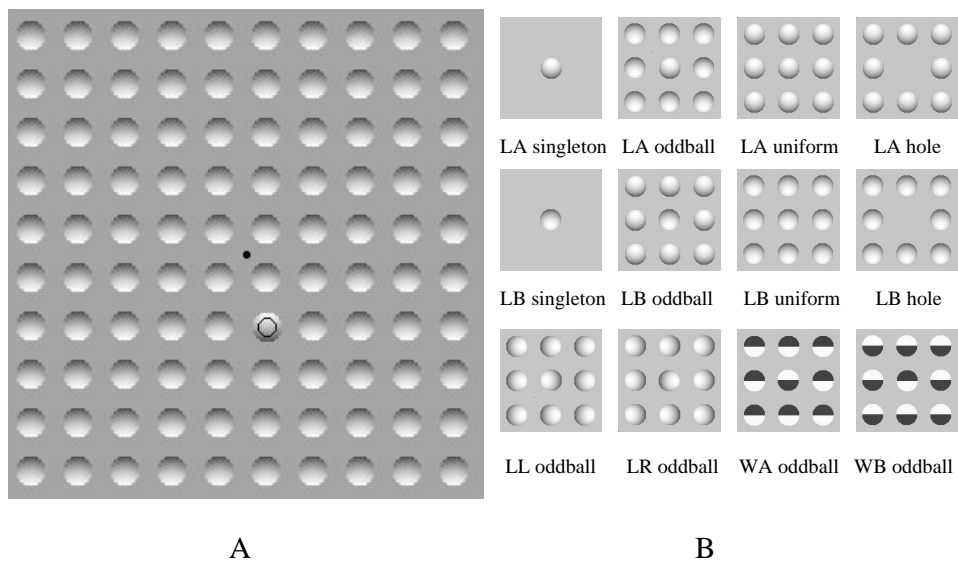 LA singleton LA oddball LA uniform LA hole
LB singleton LB oddball LB uniform LB hole
LL oddball LR oddball WA oddball WB oddball
A B